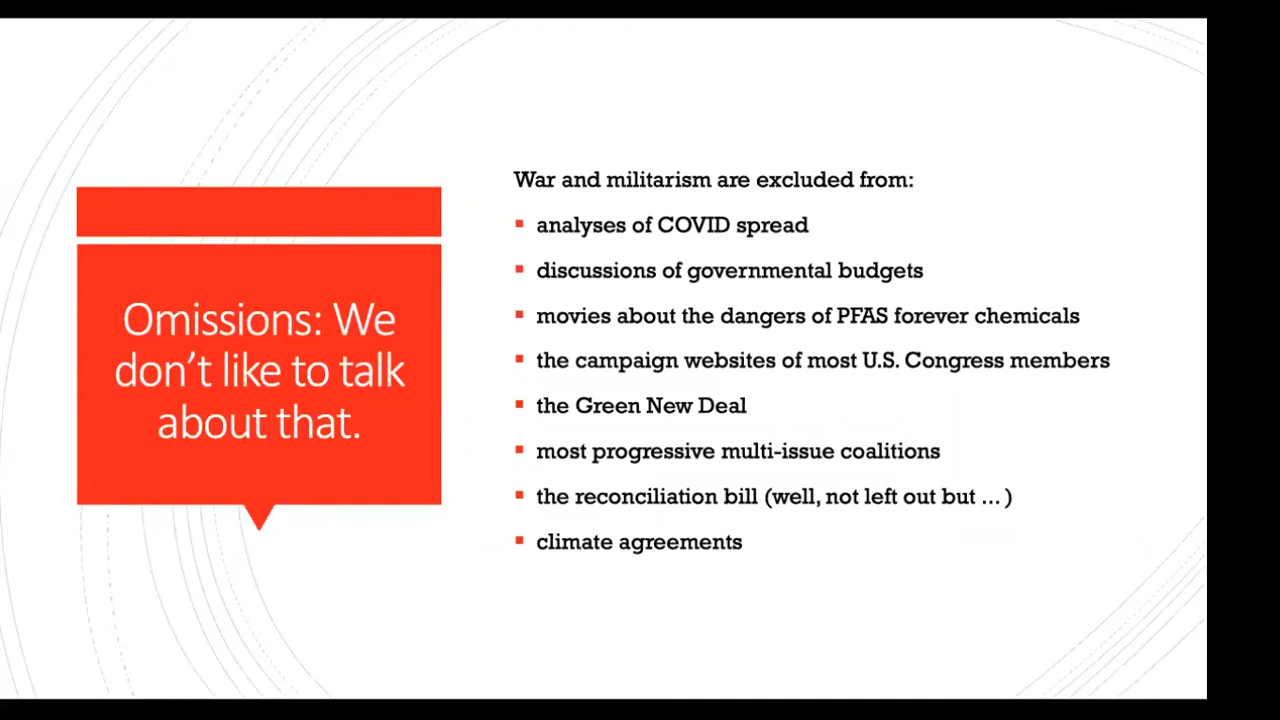 Omissions: We
don’t like to talk
about that.
War and militarism are excluded from:
▪ analyses of COVID spread
▪ discussions of governmental budgets
▪ movies about the dangers of PFAS forever chemicals
▪ the campaign websites of most U.S. Congress members
▪ the Green New Deal
▪ most progressive multi-issue coalitions
▪ the reconciliation bill (well, not left out but … )
▪ climate agreements